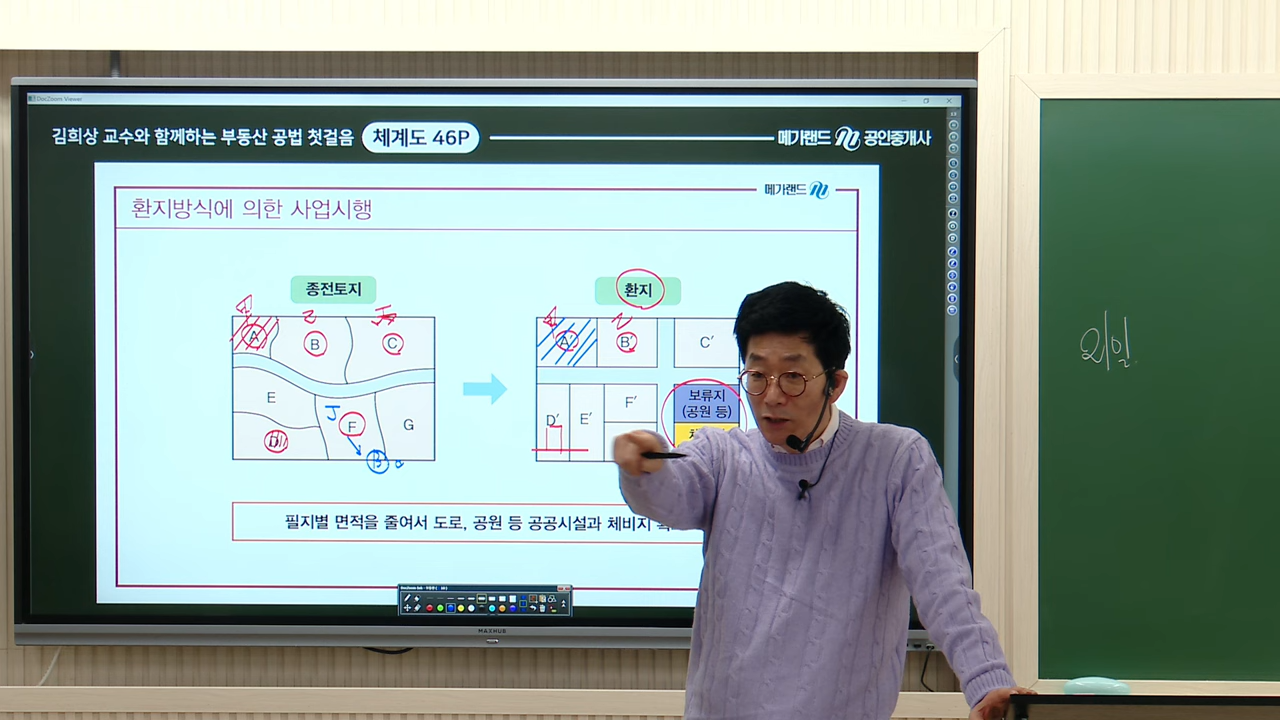 DocZoom Viewer
김희상 교수와 함께하는 부동산 공법 첫걸음 체계도 46P 메가랜드 공인중개사
메가랜드
환지방식에 의한 사업시행
종전토지 환지
A B C A' B' C'
E F G D' E' F' 보류지
(공원 등)
D B
필지별 면적을 줄여서 도로, 공원 등 공공시설과 체비지
MAXHUB